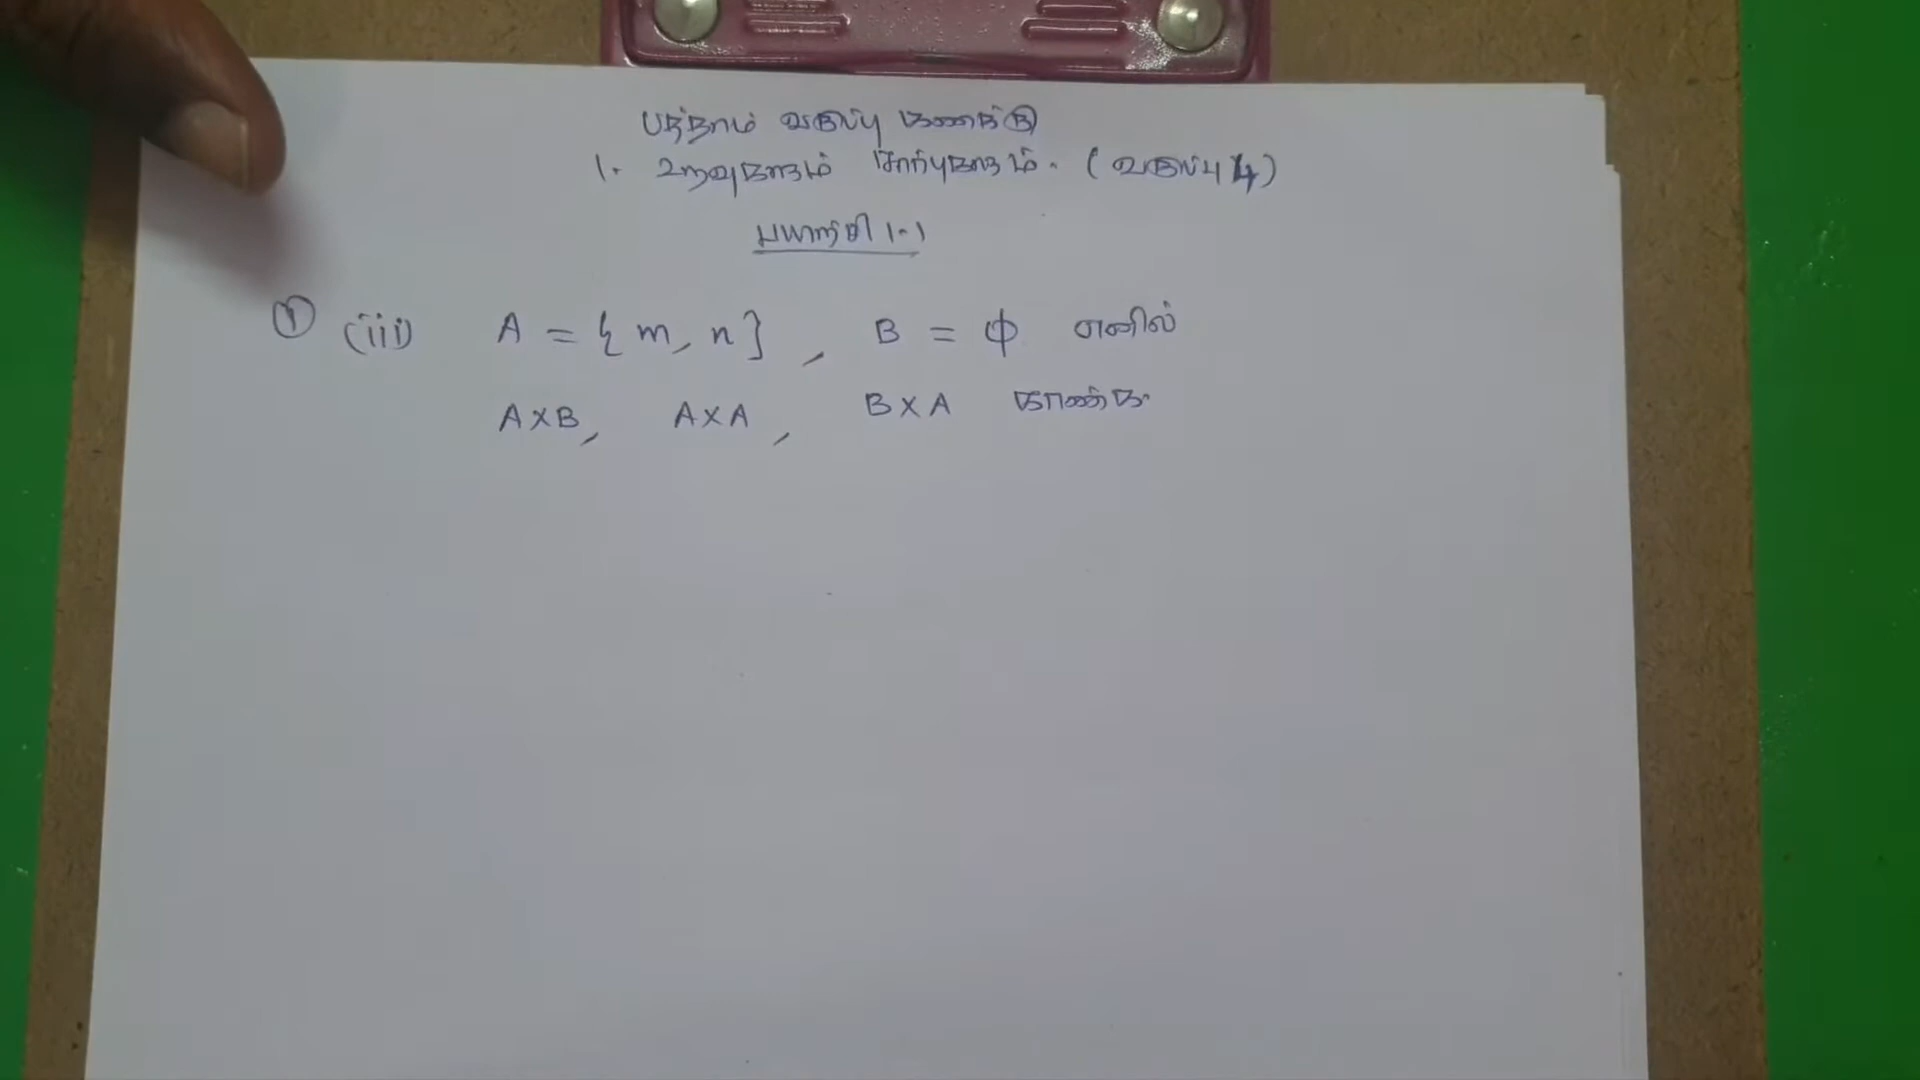 பத்தாம் வகுப்பு கணக்கு
1. உறவுகளும் சார்புகளும். (வகுப்பு 4)
பயிற்சி 1.1
① (iii) A = { m, n } , B = ϕ எனில்
A×B, A×A , B×A காண்க.